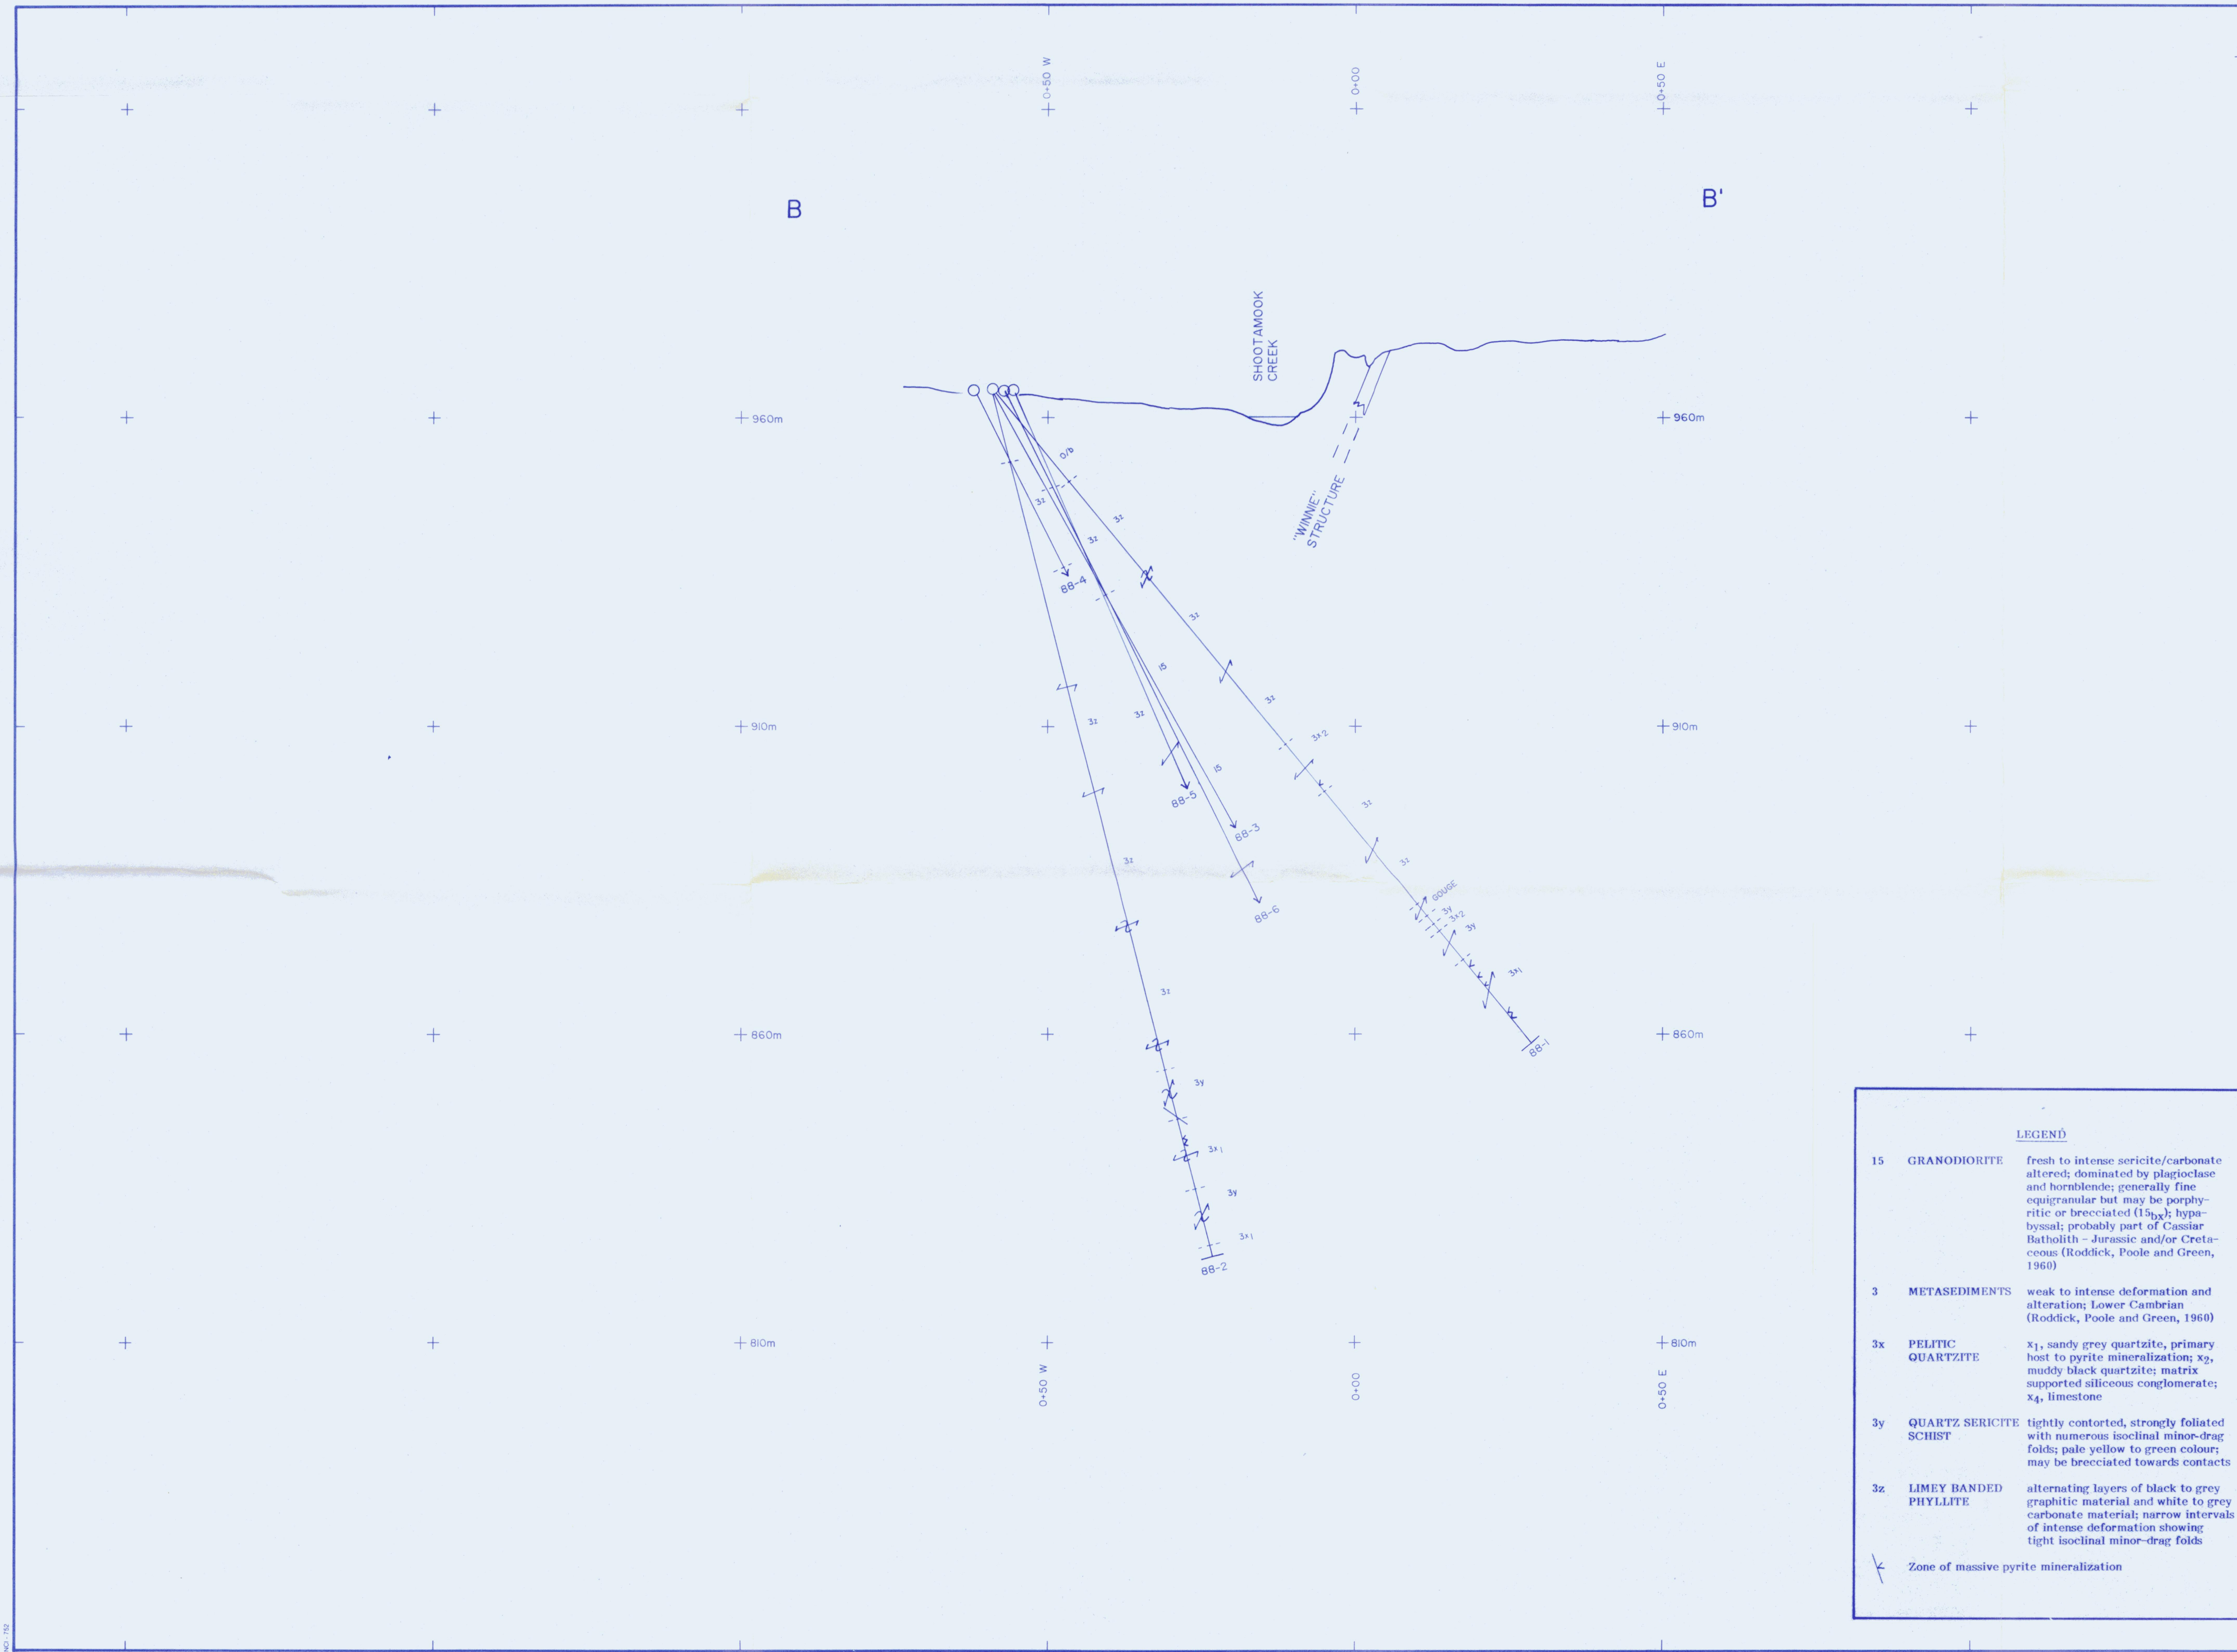 0+50 W
0+00
0+50 E
B
B'
SHOOTAMOOK
CREEK
960m
960m
O/B
"WINNIE"
STRUCTURE
3z
3z
3z
88-4
3z
15
3z
3z
3z
3x2
910m
910m
15
88-5
3z
88-3
3z
3z
GOUGE
3y
3x2
3y
88-6
3x1
3z
860m
860m
88-1
3y
3x1
3y
3x1
88-2
810m
810m
0+50 W
0+00
0+50 E
LEGEND
15 GRANODIORITE fresh to intense sericite/carbonate
altered; dominated by plagioclase
and hornblende; generally fine
equigranular but may be porphy-
ritic or brecciated (15bx); hypa-
byssal; probably part of Cassiar
Batholith - Jurassic and/or Creta-
ceous (Roddick, Poole and Green,
1960)
3 METASEDIMENTS weak to intense deformation and
alteration; Lower Cambrian
(Roddick, Poole and Green, 1960)
3x PELITIC x1, sandy grey quartzite, primary
QUARTZITE host to pyrite mineralization; x2,
muddy black quartzite; matrix
supported siliceous conglomerate;
x4, limestone
3y QUARTZ SERICITE tightly contorted, strongly foliated
SCHIST with numerous isoclinal minor-drag
folds; pale yellow to green colour;
may be brecciated towards contacts
3z LIMEY BANDED alternating layers of black to grey
PHYLLITE graphitic material and white to grey
carbonate material; narrow intervals
of intense deformation showing
tight isoclinal minor-drag folds
Zone of massive pyrite mineralization